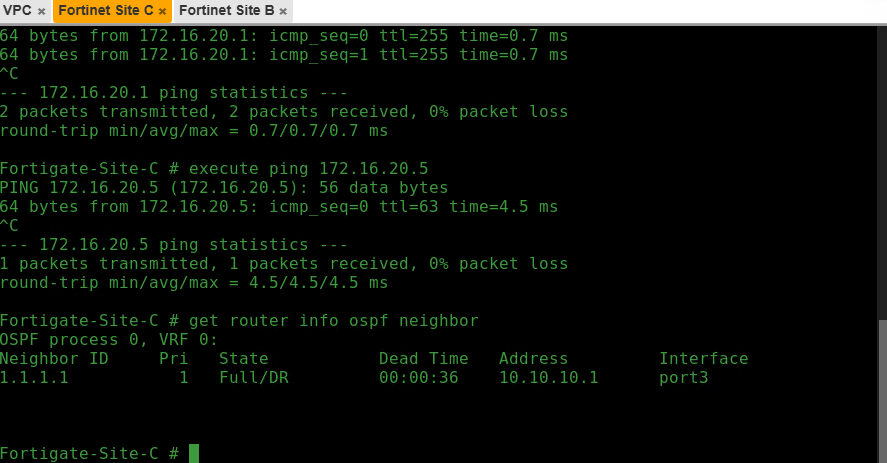 VPC × Fortinet Site C × Fortinet Site B ×
64 bytes from 172.16.20.1: icmp_seq=0 ttl=255 time=0.7 ms
64 bytes from 172.16.20.1: icmp_seq=1 ttl=255 time=0.7 ms
^C
--- 172.16.20.1 ping statistics ---
2 packets transmitted, 2 packets received, 0% packet loss
round-trip min/avg/max = 0.7/0.7/0.7 ms
Fortigate-Site-C # execute ping 172.16.20.5
PING 172.16.20.5 (172.16.20.5): 56 data bytes
64 bytes from 172.16.20.5: icmp_seq=0 ttl=63 time=4.5 ms
^C
--- 172.16.20.5 ping statistics ---
1 packets transmitted, 1 packets received, 0% packet loss
round-trip min/avg/max = 4.5/4.5/4.5 ms
Fortigate-Site-C # get router info ospf neighbor
OSPF process 0, VRF 0:
Neighbor ID     Pri   State           Dead Time   Address         Interface
1.1.1.1           1   Full/DR         00:00:36    10.10.10.1      port3
Fortigate-Site-C #